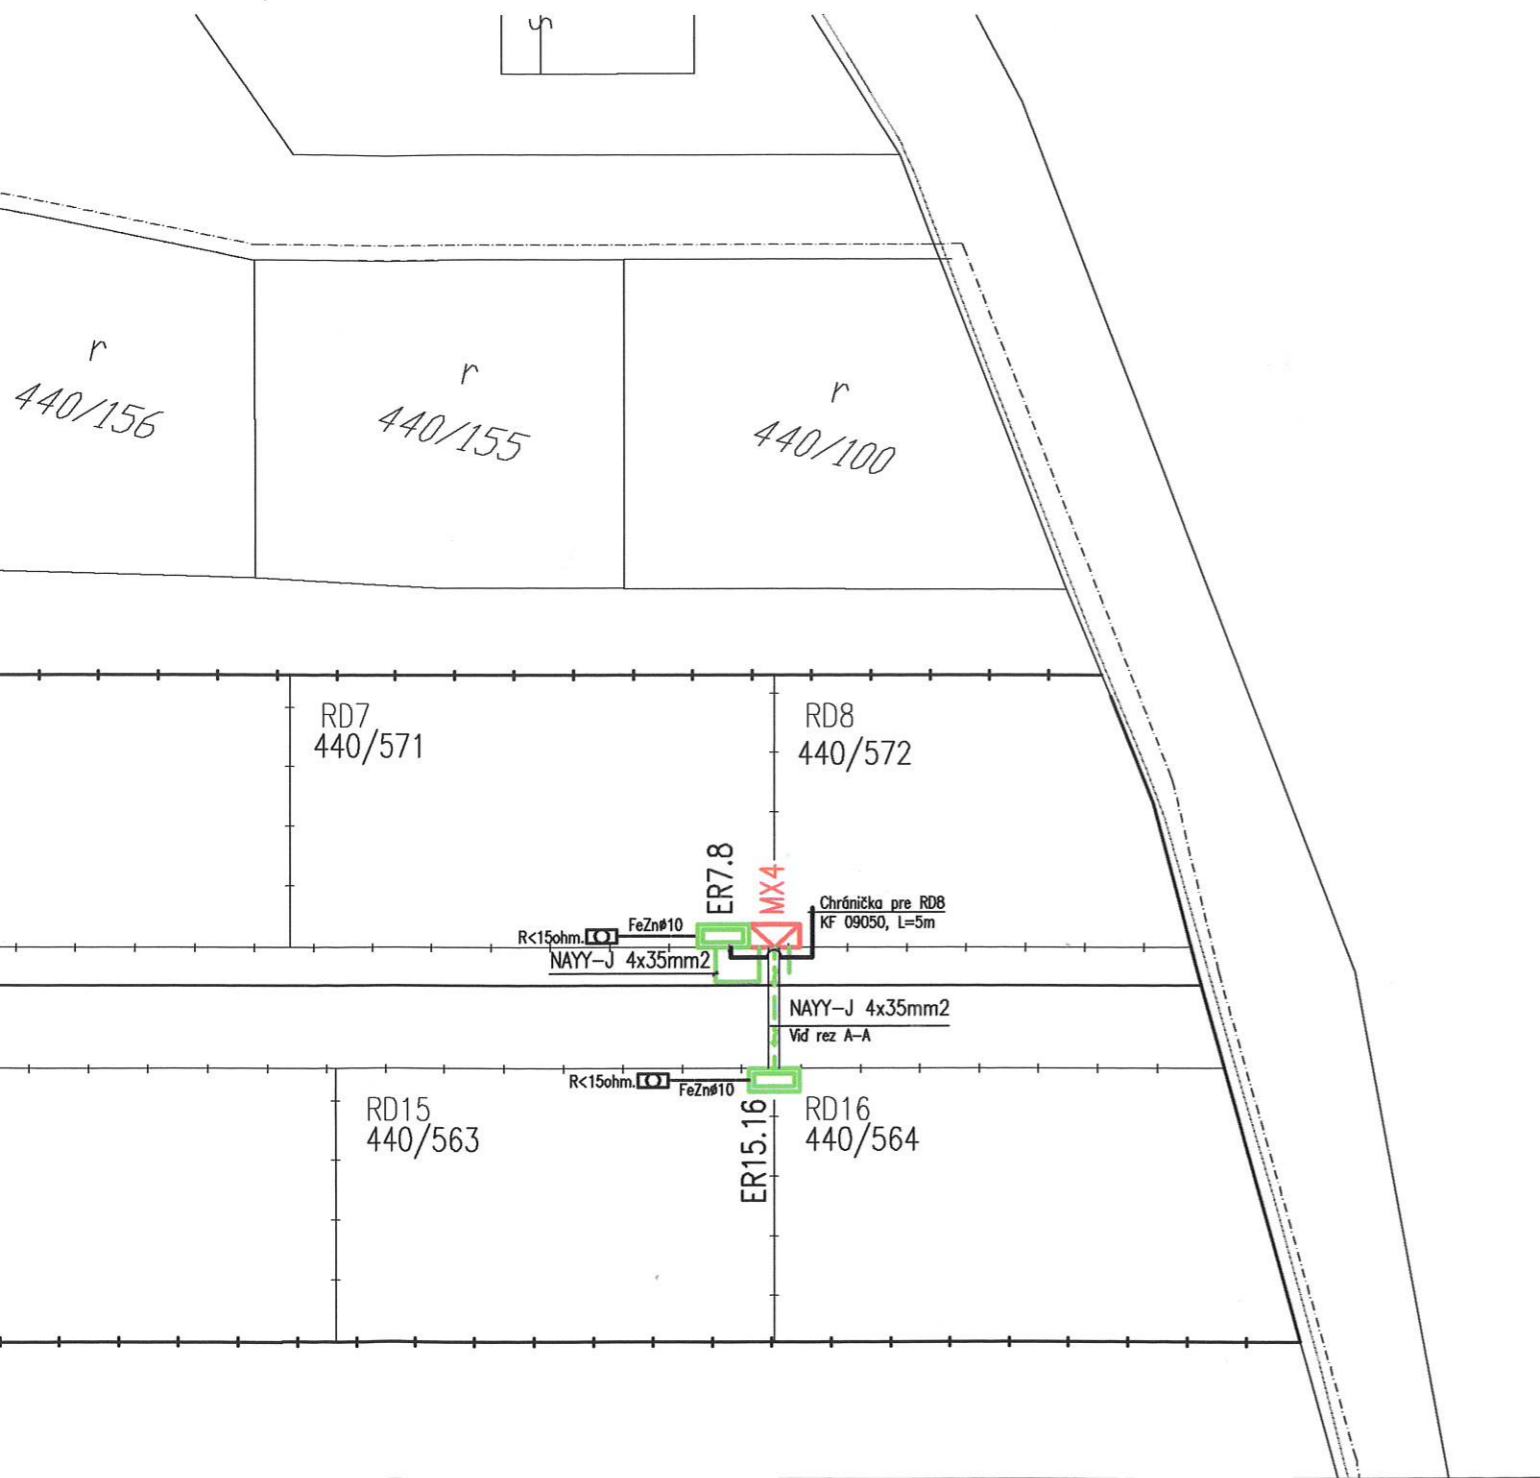 r
440/156
r
440/155
r
440/100
RD7
440/571
RD8
440/572
ER7.8
MX4
Chránička pre RD8
KF 09050, L=5m
FeZnø10
R<15ohm.
NAYY-J 4x35mm2
NAYY-J 4x35mm2
Viď rez A-A
R<15ohm.
FeZnø10
ER15.16
RD15
440/563
RD16
440/564